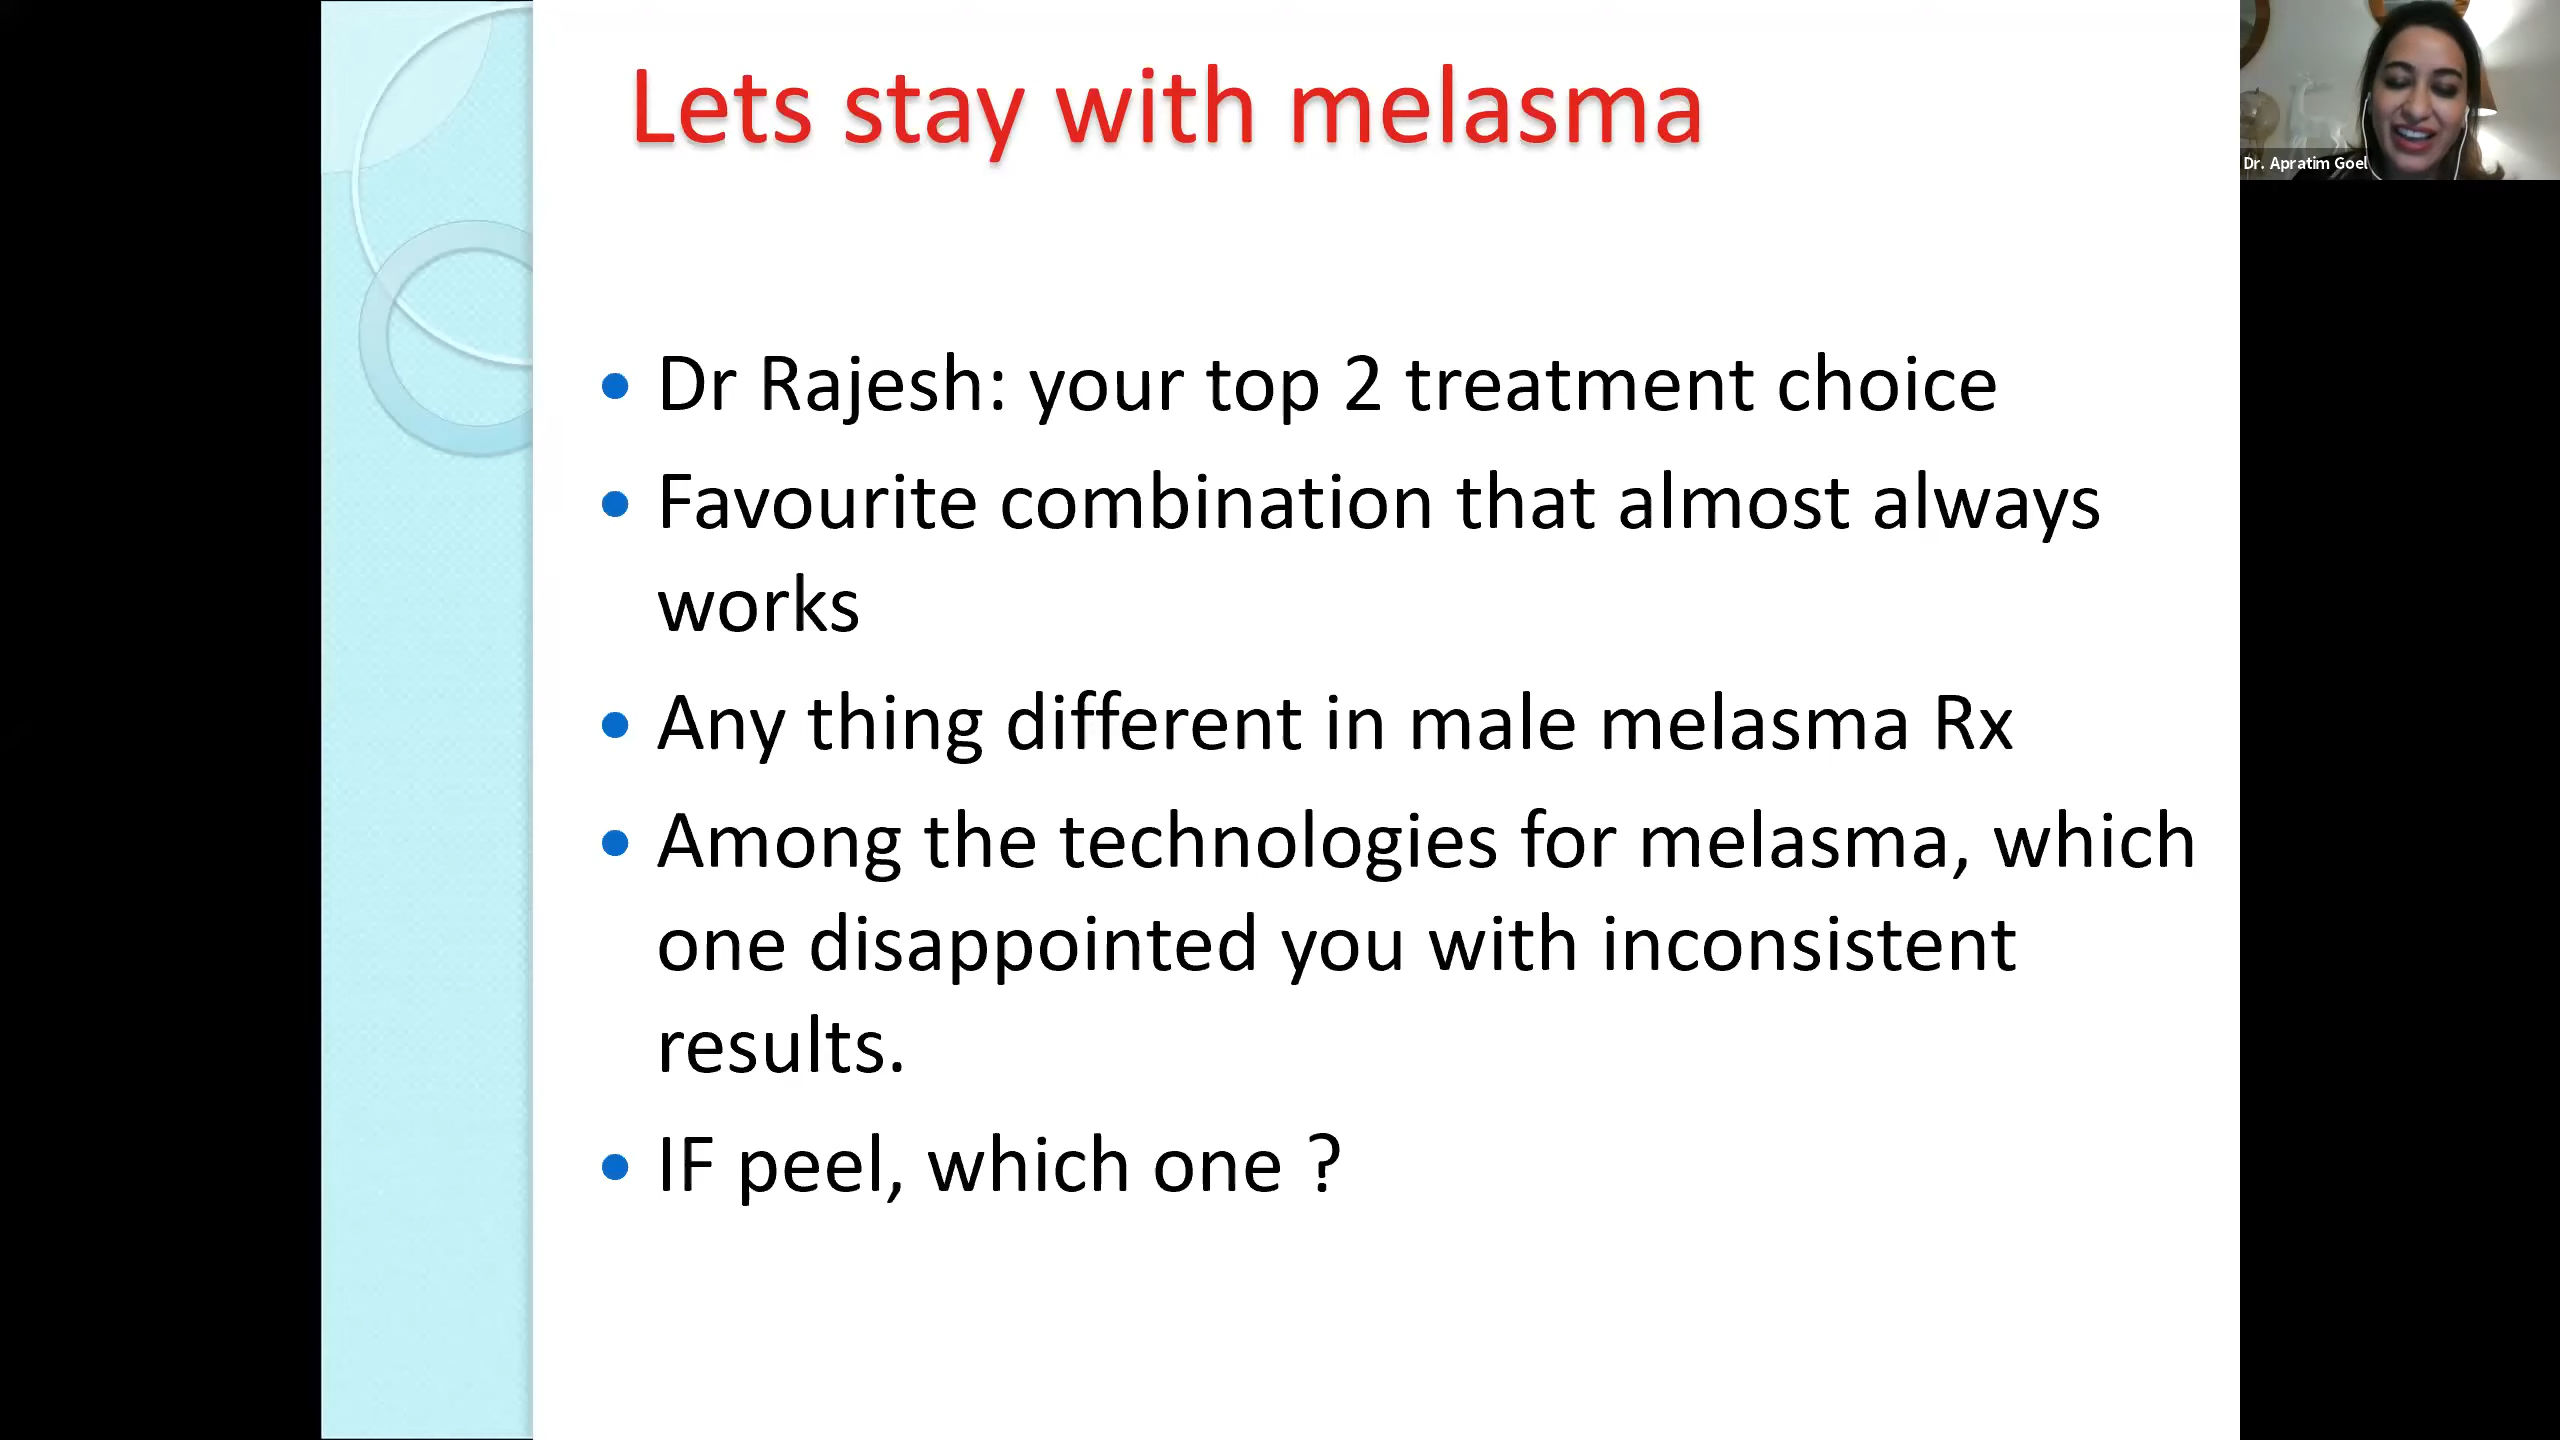 Lets stay with melasma
Dr. Apratim Goel
• Dr Rajesh: your top 2 treatment choice
• Favourite combination that almost always
works
• Any thing different in male melasma Rx
• Among the technologies for melasma, which
one disappointed you with inconsistent
results.
• IF peel, which one ?